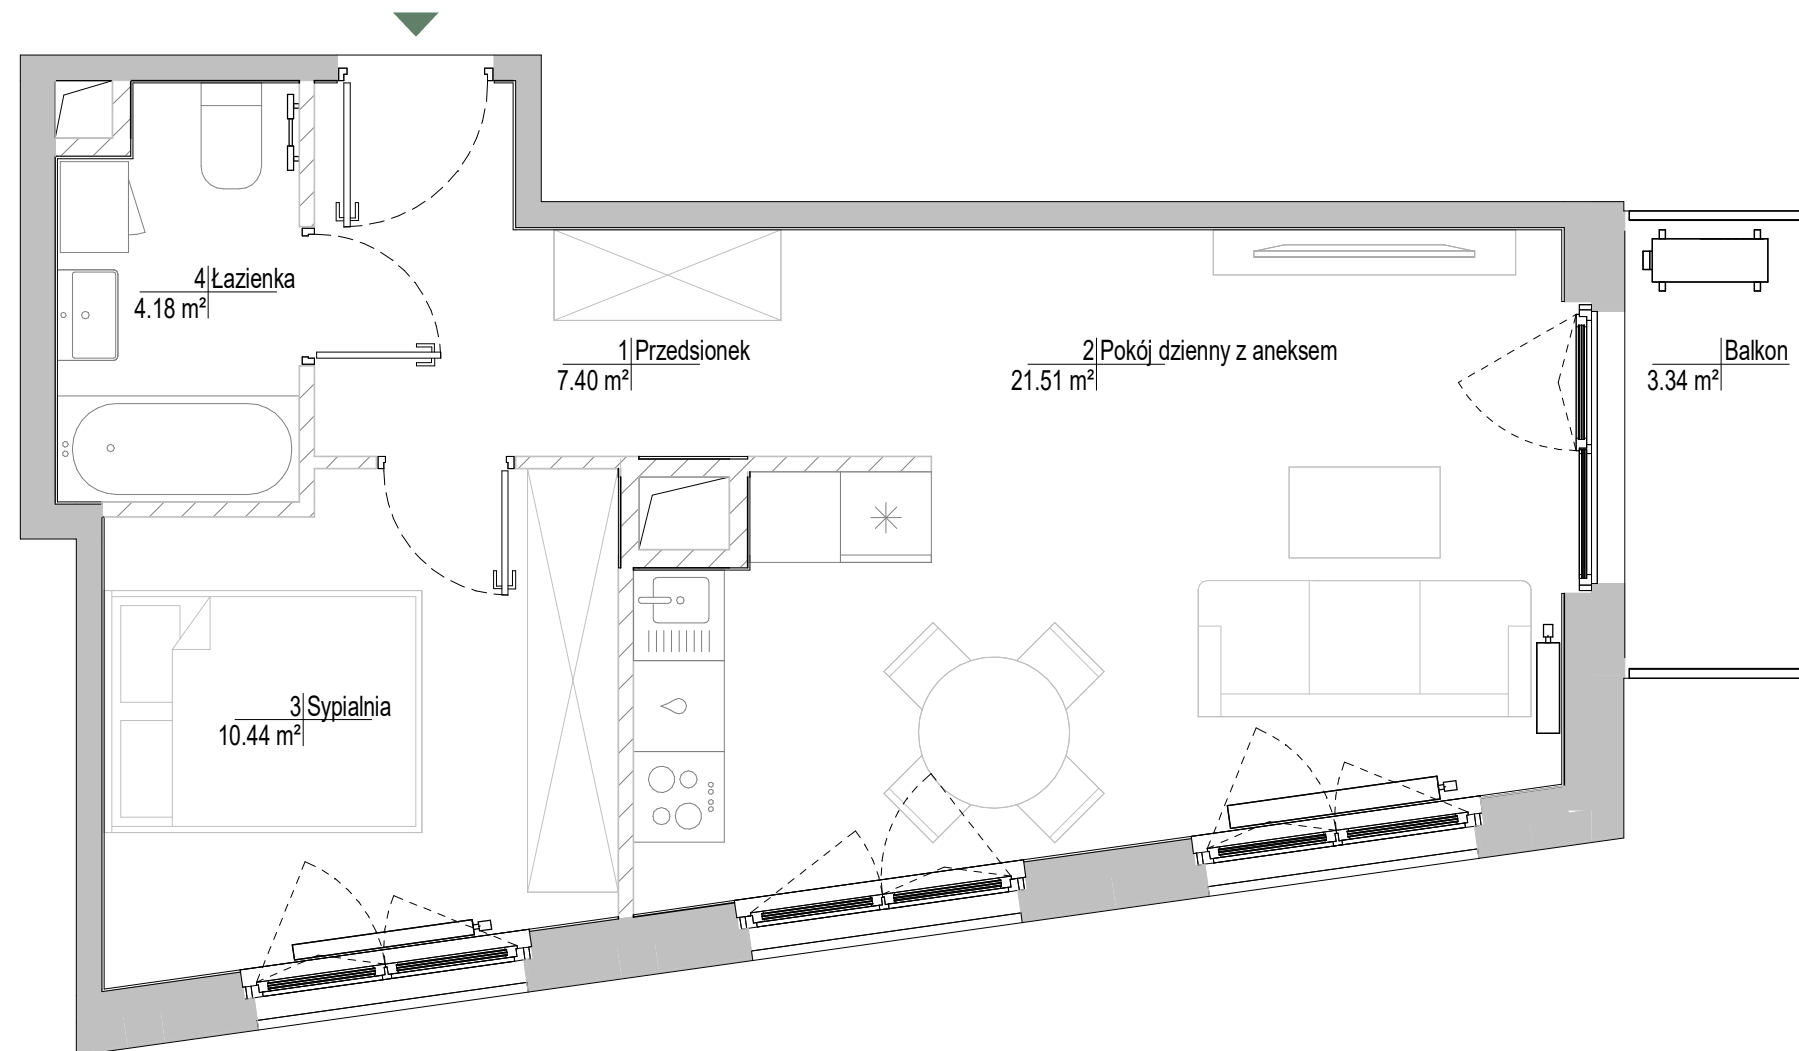 4 Łazienka
4.18 m²
1 Przedsionek
7.40 m²
2 Pokój dzienny z aneksem
21.51 m²
Balkon
3.34 m²
3 Sypialnia
10.44 m²